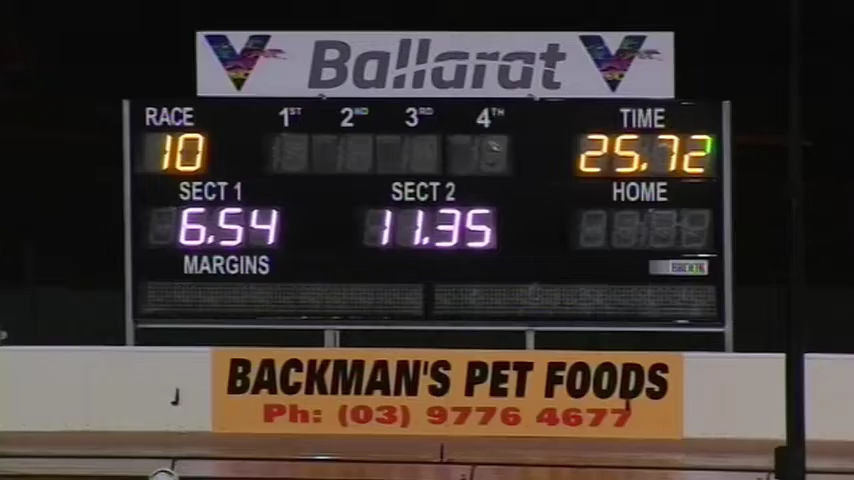 Ballarat
RACE 1ST 2ND 3RD 4TH TIME
10 25.72
SECT 1 SECT 2 HOME
6.54 11.35
MARGINS
BACKMAN'S PET FOODS
Ph: (03) 9776 4677